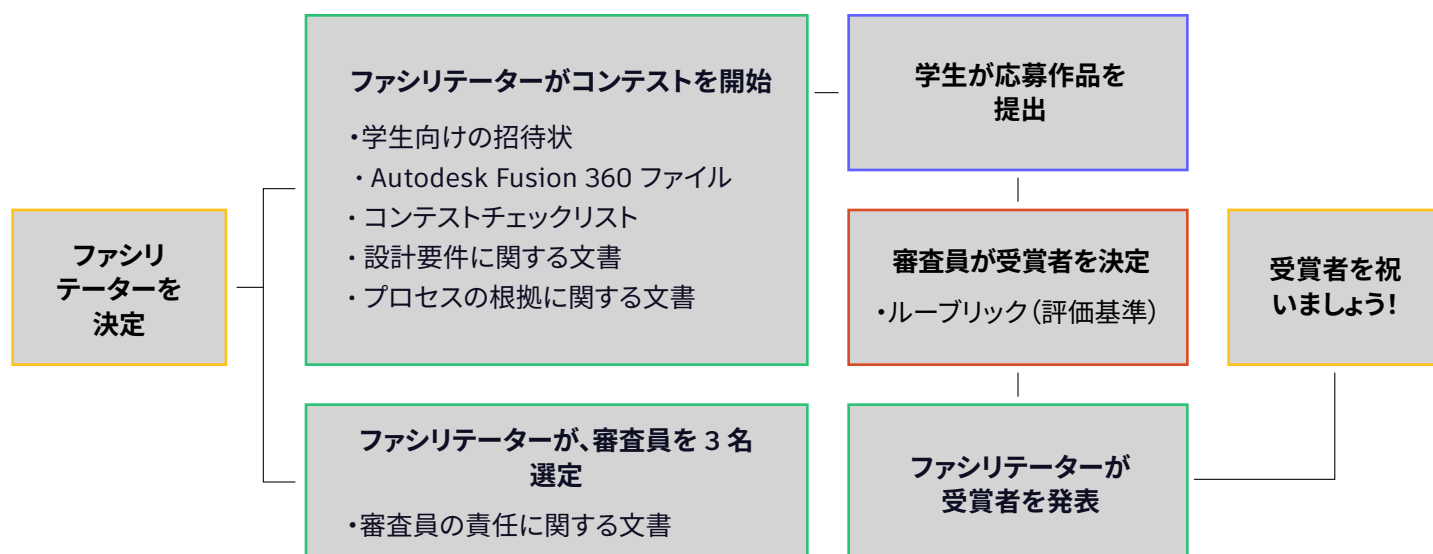 ファシリ
テーターを
決定
ファシリテーターがコンテストを開始
・学生向けの招待状
・Autodesk Fusion 360 ファイル
・コンテストチェックリスト
・設計要件に関する文書
・プロセスの根拠に関する文書
ファシリテーターが、審査員を 3 名
選定
・審査員の責任に関する文書
学生が応募作品を
提出
審査員が受賞者を決定
・ルーブリック（評価基準）
ファシリテーターが
受賞者を発表
受賞者を祝
いましょう！